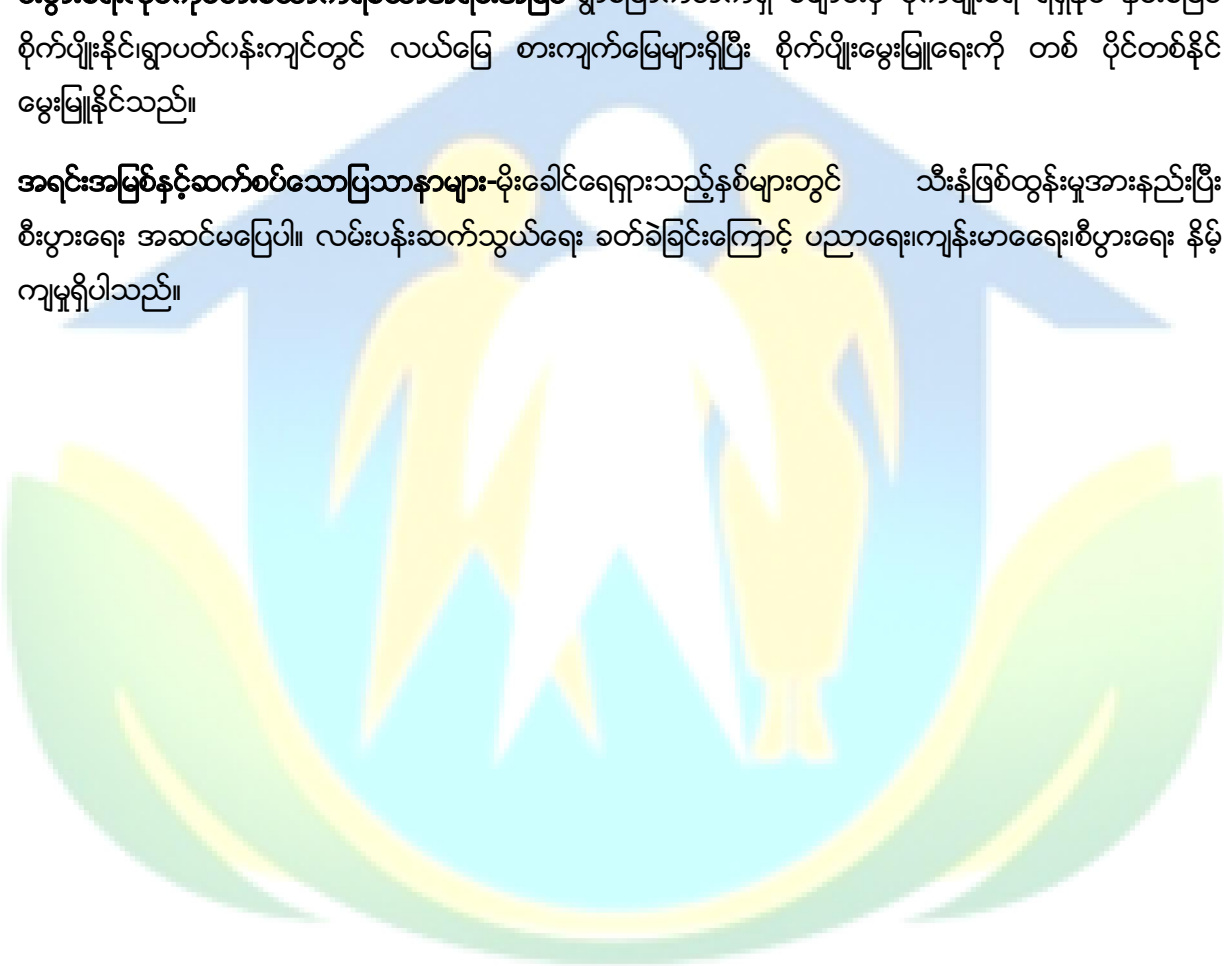 စိုက်ပျိုးနိုင်၊ရွာပတ်ဝန်းကျင်တွင် လယ်မြေ စားကျက်မြေများရှိပြီး စိုက်ပျိုးမွေးမြူရေးကို တစ် ပိုင်တစ်နိုင်
မွေးမြူနိုင်သည်။
အရင်းအမြစ်နှင့်ဆက်စပ်သောပြသာနာများ-မိုးခေါင်ရေရှားသည့်နှစ်များတွင် သီးနှံဖြစ်ထွန်းမှုအားနည်းပြီး
စီးပွားရေး အဆင်မပြေပါ။ လမ်းပန်းဆက်သွယ်ရေး ခတ်ခဲခြင်းကြောင့် ပညာရေး၊ကျန်းမာရေေး၊စီပွားရေး နိမ့်
ကျမှုရှိပါသည်။